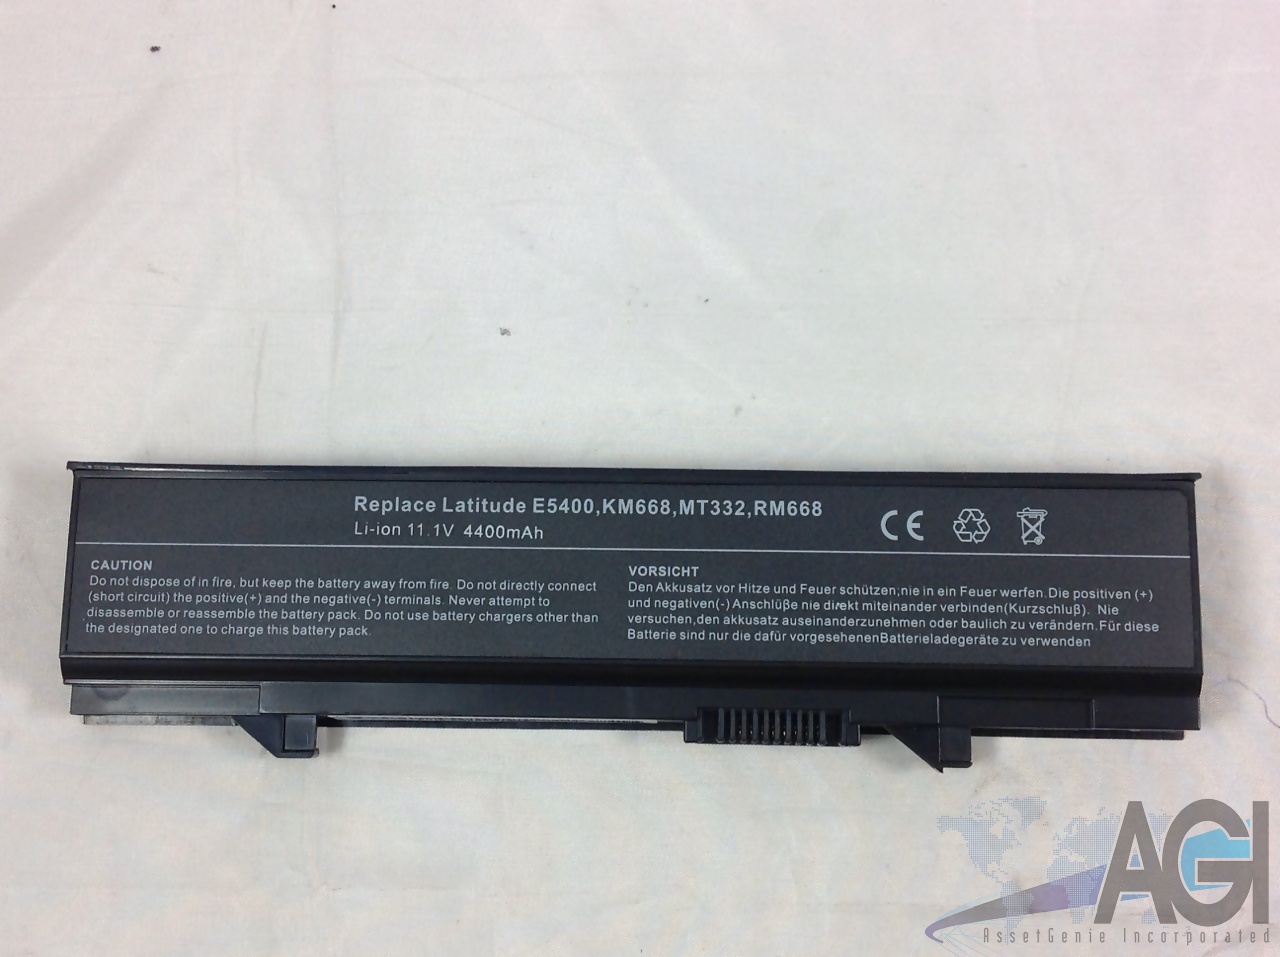 Replace Latitude E5400,KM668,MT332,RM668
Li-ion 11.1V 4400mAh
CE
CAUTION
Do not dispose of in fire, but keep the battery away from fire. Do not directly connect
(short circuit) the positive(+) and the negative(-) terminals. Never attempt to
disassemble or reassemble the battery pack. Do not use battery chargers other than
the designated one to charge this battery pack.
VORSICHT
Den Akkusatz vor Hitze und Feuer schützen;nie in ein Feuer werfen. Die positiven (+)
und negativen(-) Anschlüße nie direkt miteinander verbinden(Kurzschluß). Nie
versuchen,den akkusatz auseinanderzunehmen oder baulich zu verändern. Für diese
Batterie sind nur die dafür vorgesehenenBatterieladegeräte zu verwenden
AGI
AssetGenie Incorporated